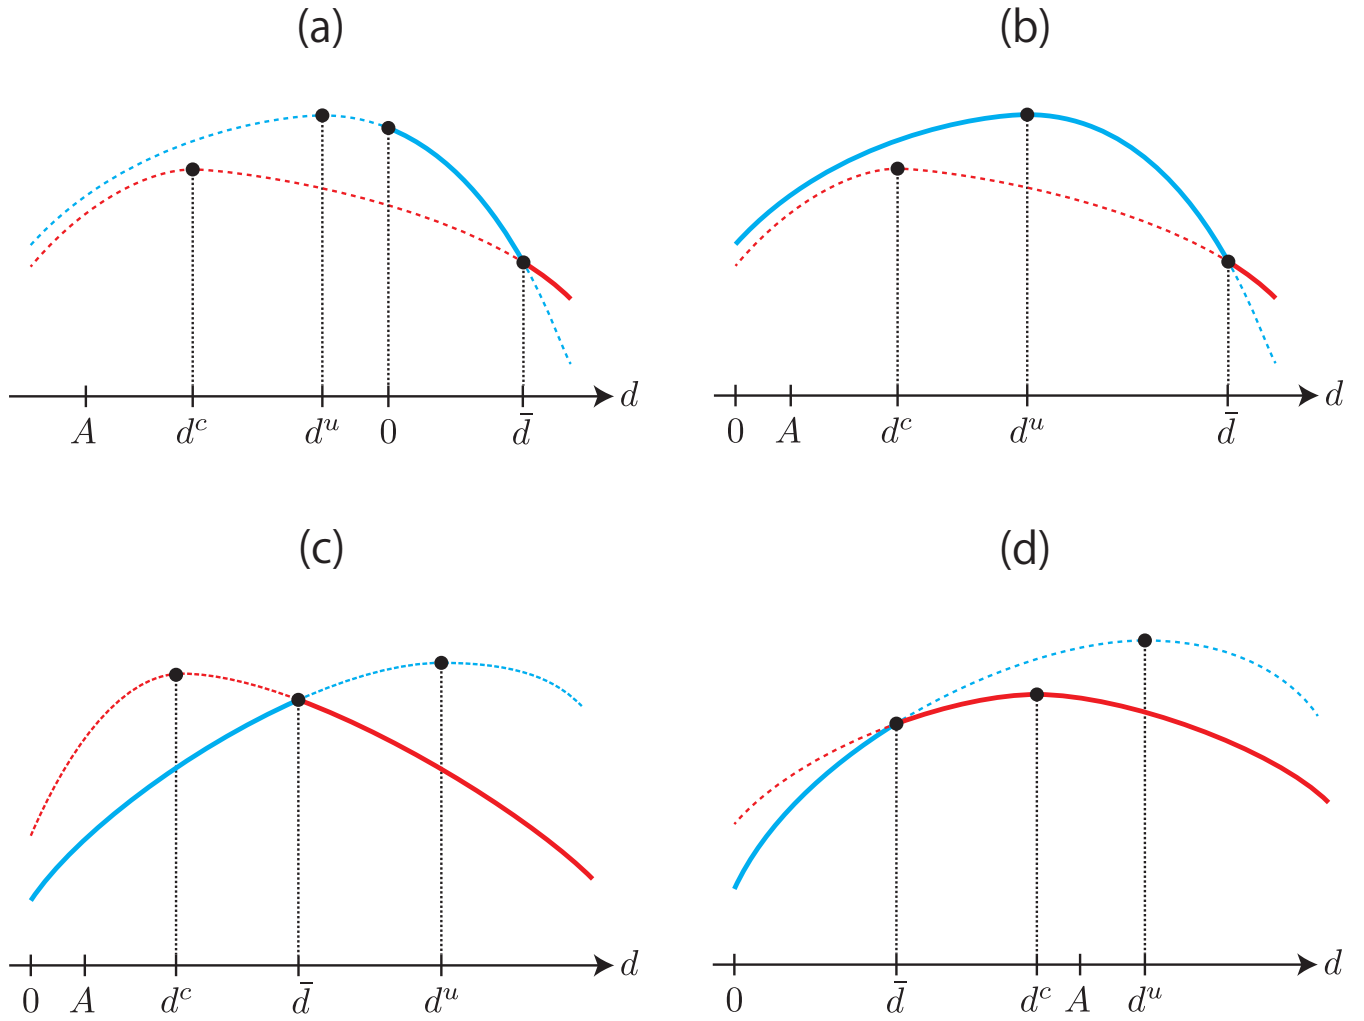 (a)
d
A d^c d^u 0 d̄
(b)
d
0 A d^c d^u d̄
(c)
d
0 A d^c d̄ d^u
(d)
d
0 d̄ d^c A d^u